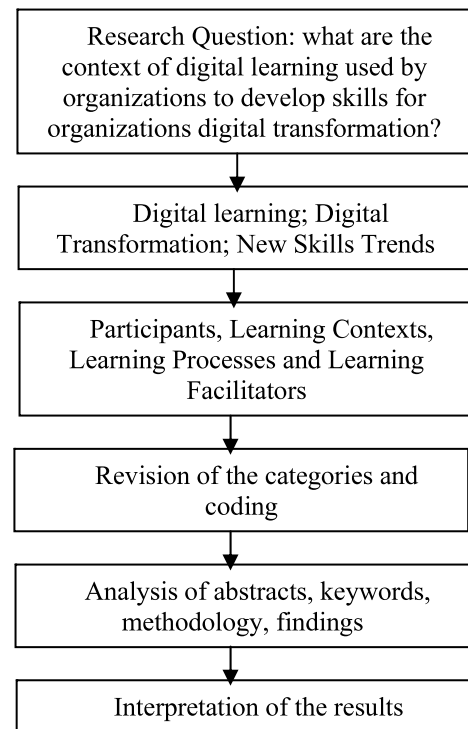 Research Question: what are the
context of digital learning used by
organizations to develop skills for
organizations digital transformation?
Digital learning; Digital
Transformation; New Skills Trends
Participants, Learning Contexts,
Learning Processes and Learning
Facilitators
Revision of the categories and
coding
Analysis of abstracts, keywords,
methodology, findings
Interpretation of the results